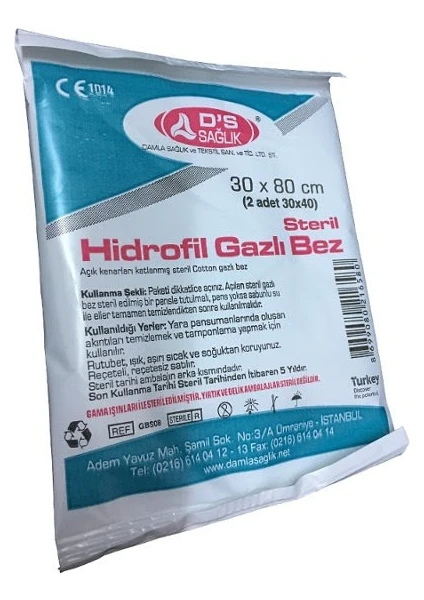 CE 1014
D'S
SAĞLIK
DAMLA SAĞLIK ve TEKSTİL SAN. ve TİC. LTD. ŞTİ.
30 x 80 cm
(2 adet 30x40)
Steril
Hidrofil Gazlı Bez
Açık kenarları katlanmış steril Cotton gazlı bez
Kullanma Şekli: Paketi dikkatlice açınız. Açılan steril gazlı
bez steril edilmiş bir pensle tutulmalı, pens yoksa sabunlu su
ile eller tamamen temizlendikten sonra kullanılmalıdır.
Kullanıldığı Yerler: Yara pansumanlarında oluşan
akıntıları temizlemek ve tamponlama yapmak için
kullanılır.
Rutubet, ışık, aşırı sıcak ve soğuktan koruyunuz.
Reçeteli, reçetesiz satılır.
Steril tarihi ambalajın arka kısmındadır.
Son Kullanma Tarihi Steril Tarihinden İtibaren 5 Yıldır.
GAMA IŞINLARI İLE STERİL EDİLMİŞTİR. YIRTIK VE DELİK AMBALAJLAR STERİL DEĞİLDİR.
REF GBS08 STERILE R
Adem Yavuz Mah. Şamil Sok. No:3/A Ümraniye - İSTANBUL
Tel: (0216) 614 04 12 - 13 Fax: (0216) 614 04 14
www.damlasaglik.net
Turkey
Discover
the potential